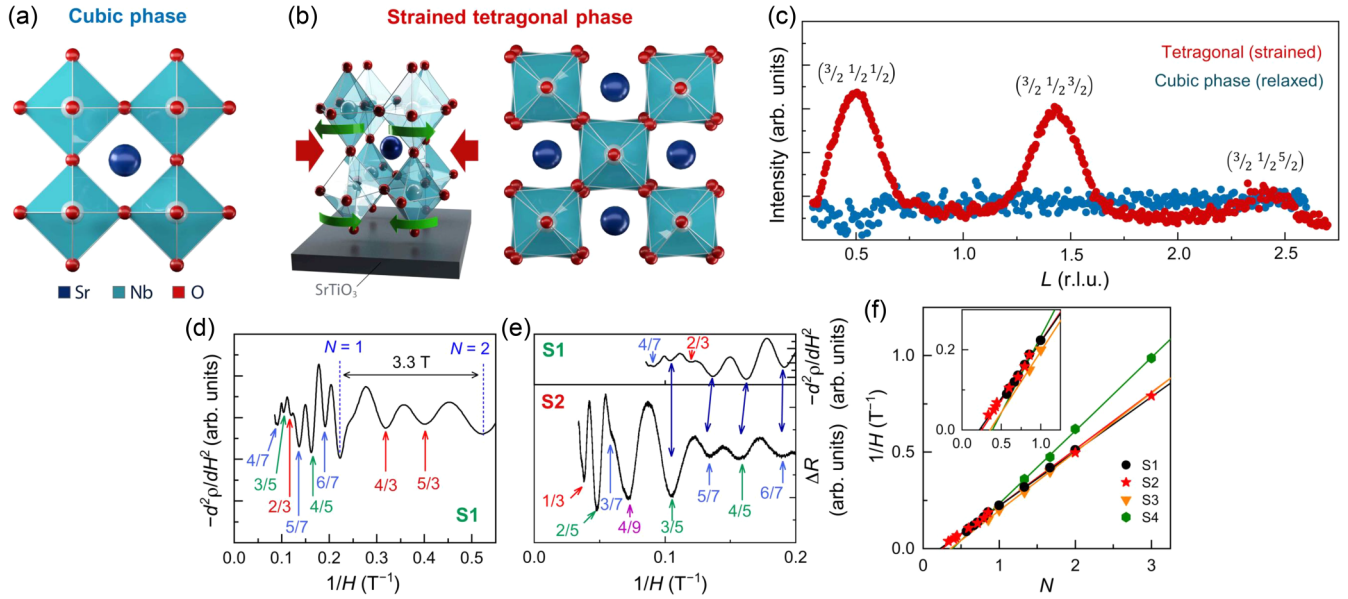 (a) Cubic phase
Sr Nb O
(b) Strained tetragonal phase
SrTiO₃
(c)
Tetragonal (strained)
Cubic phase (relaxed)
(3/2 1/2 1/2)
(3/2 1/2 3/2)
(3/2 1/2 5/2)
Intensity (arb. units)
0.5 1.0 1.5 2.0 2.5
L (r.l.u.)
(d)
N = 1
N = 2
3.3 T
−d²ρ/dH² (arb. units)
4/7
3/5
2/3
5/7
4/5
6/7
4/3
5/3
S1
0.0 0.1 0.2 0.3 0.4 0.5
1/H (T⁻¹)
(e)
S1
4/7
2/3
−d²ρ/dH²
(arb. units)
S2
1/3
2/5
3/7
4/9
3/5
5/7
4/5
6/7
ΔR
(arb. units)
0.0 0.1 0.2
1/H (T⁻¹)
(f)
1/H (T⁻¹)
1.0
0.5
0.0
0.2
0.0
0.0 0.5 1.0
S1
S2
S3
S4
0 1 2 3
N